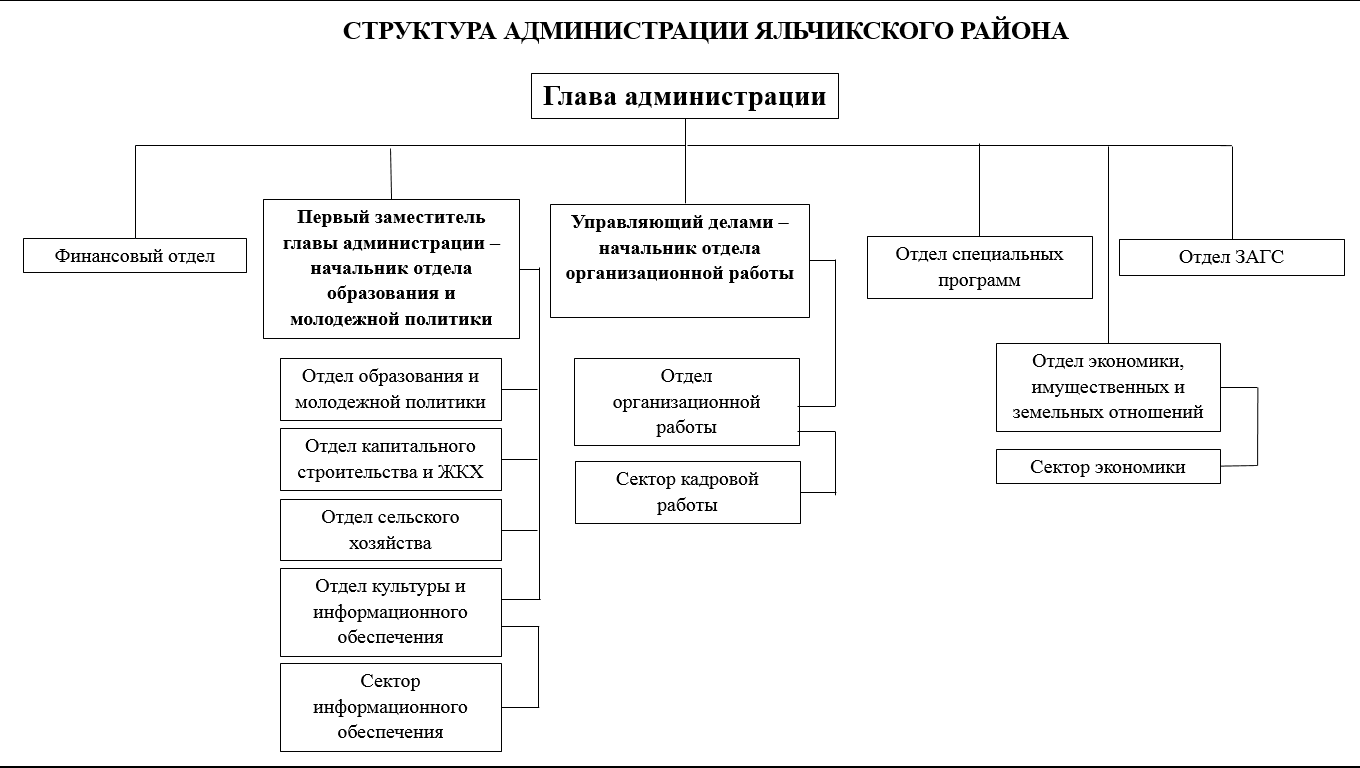 СТРУКТУРА АДМИНИСТРАЦИИ ЯЛЬЧИКСКОГО РАЙОНА
Глава администрации
Финансовый отдел
Первый заместитель
главы администрации –
начальник отдела
образования и
молодежной политики
Отдел образования и
молодежной политики
Отдел капитального
строительства и ЖКХ
Отдел сельского
хозяйства
Отдел культуры и
информационного
обеспечения
Сектор
информационного
обеспечения
Управляющий делами –
начальник отдела
организационной работы
Отдел
организационной
работы
Сектор кадровой
работы
Отдел специальных
программ
Отдел экономики,
имущественных и
земельных отношений
Сектор экономики
Отдел ЗАГС